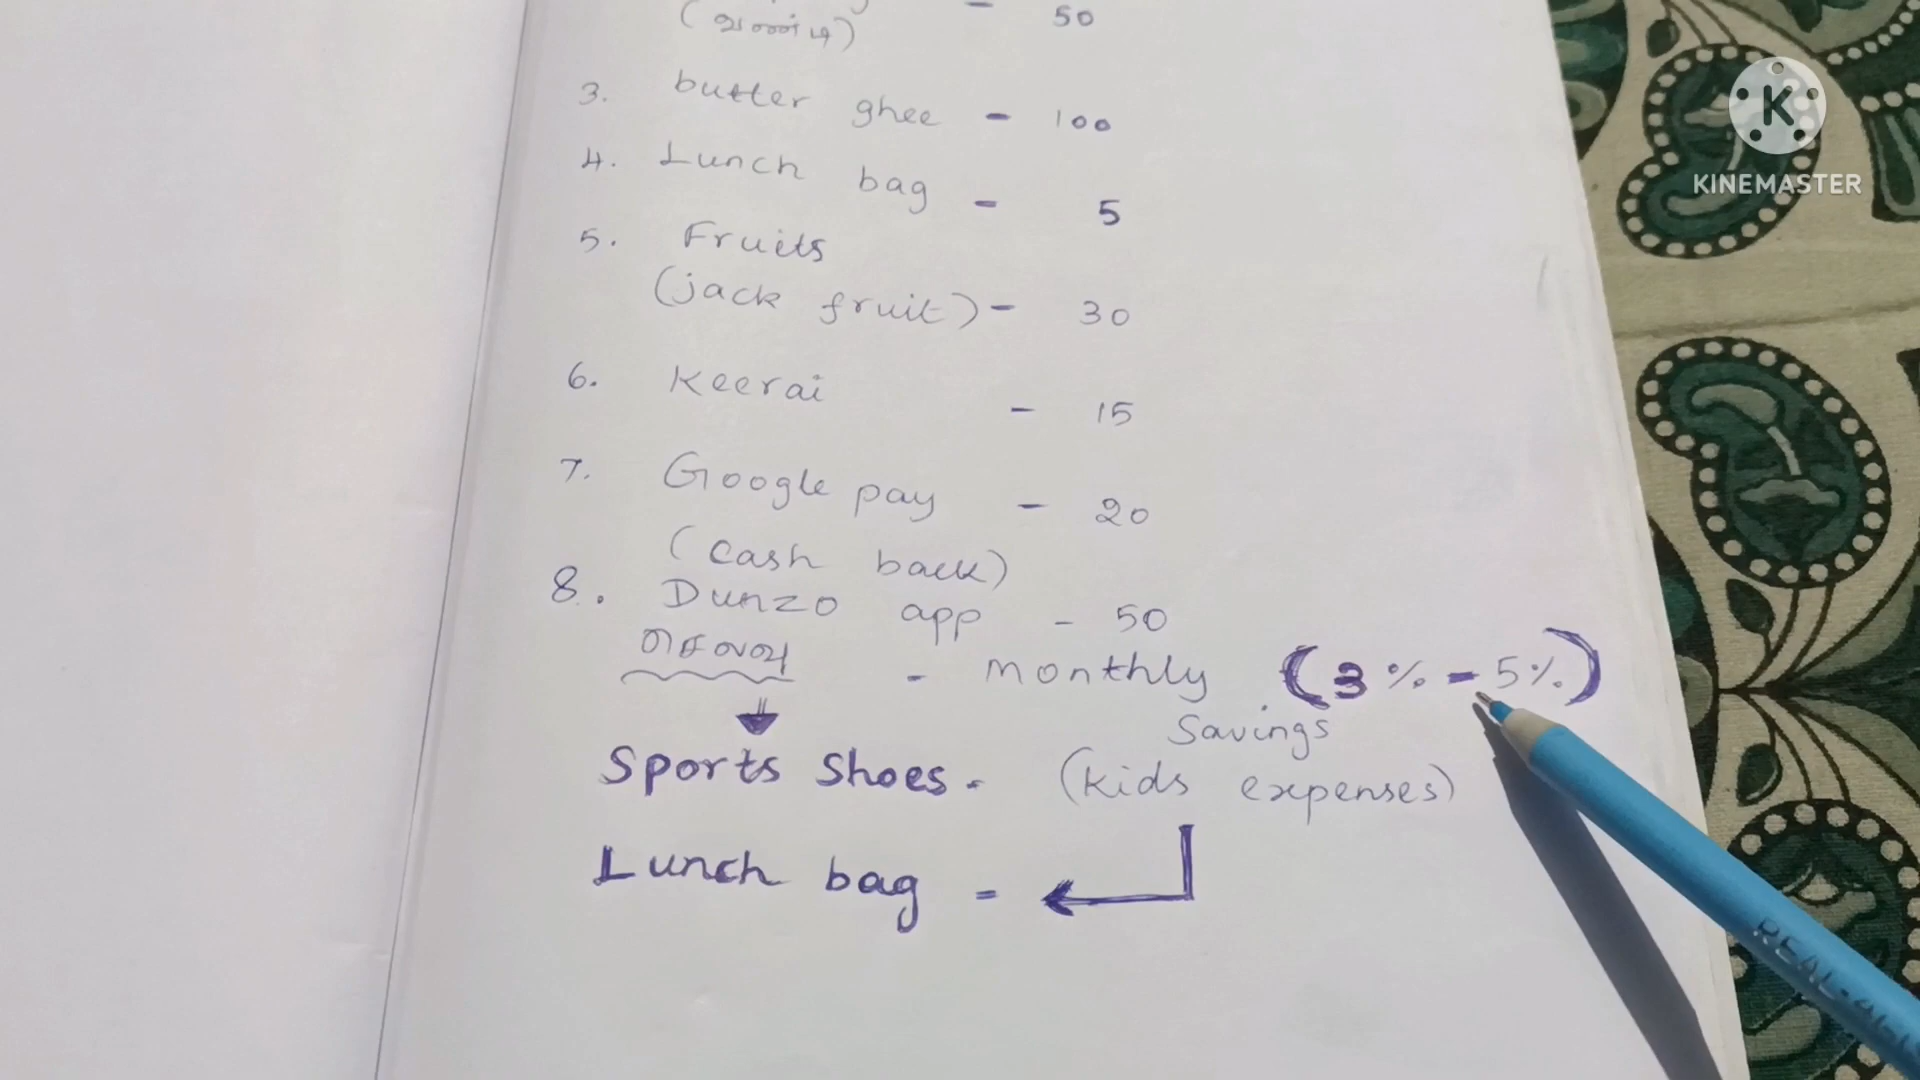 (வண்டி) - 50
3. butter ghee - 100
4. Lunch bag - 5
5. Fruits
(jack fruit) - 30
6. Keerai - 15
7. Google pay - 20
(Cash back)
8. Dunzo app - 50
செலவு - monthly (3% - 5%)
Savings
Sports Shoes - (kids expenses)
Lunch bag -
KINEMASTER